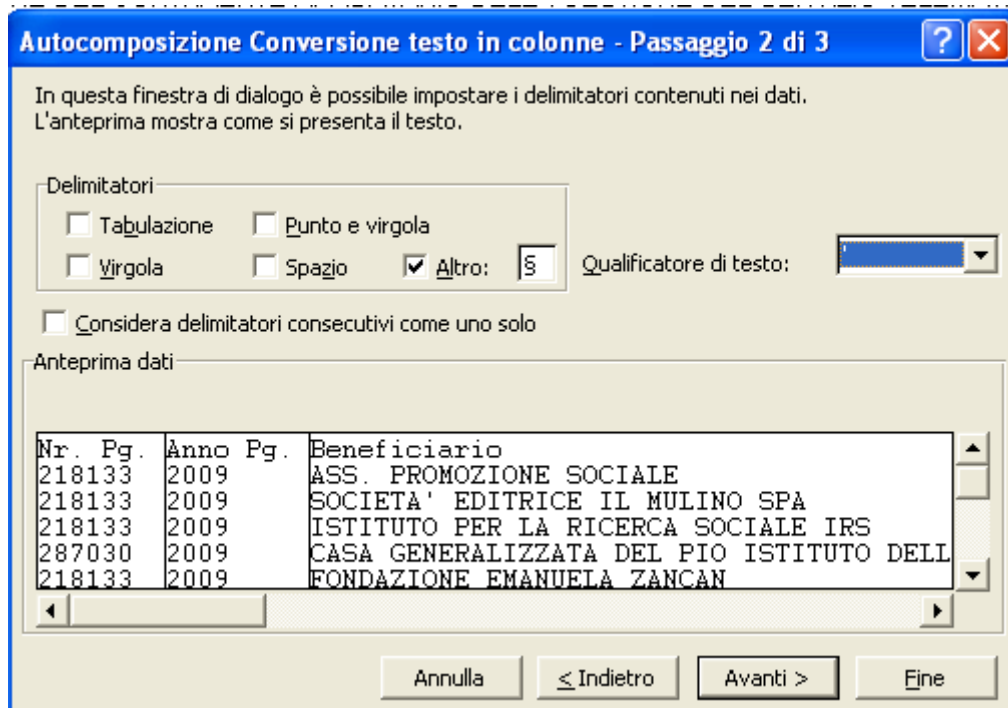 Autocomposizione Conversione testo in colonne - Passaggio 2 di 3
In questa finestra di dialogo è possibile impostare i delimitatori contenuti nei dati.
L'anteprima mostra come si presenta il testo.
Delimitatori
Tabulazione Punto e virgola
Virgola Spazio Altro: § Qualificatore di testo:
Considera delimitatori consecutivi come uno solo
Anteprima dati
Nr. Pg. Anno Pg. Beneficiario
218133 2009 ASS. PROMOZIONE SOCIALE
218133 2009 SOCIETA' EDITRICE IL MULINO SPA
218133 2009 ISTITUTO PER LA RICERCA SOCIALE IRS
287030 2009 CASA GENERALIZZATA DEL PIO ISTITUTO DELL
218133 2009 FONDAZIONE EMANUELA ZANCAN
Annulla < Indietro Avanti > Fine